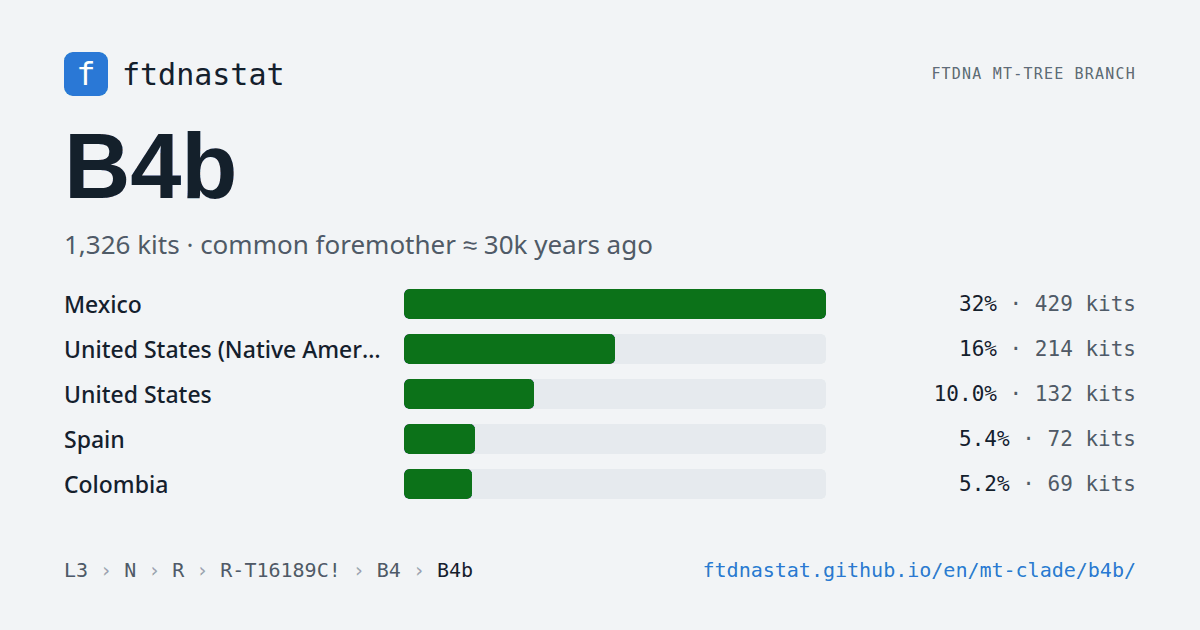 f ftdnastat
FTDNA MT-TREE BRANCH
B4b
1,326 kits · common foremother ≈ 30k years ago
Mexico 32% · 429 kits
United States (Native Amer... 16% · 214 kits
United States 10.0% · 132 kits
Spain 5.4% · 72 kits
Colombia 5.2% · 69 kits
L3 › N › R › R-T16189C! › B4 › B4b
ftdnastat.github.io/en/mt-clade/b4b/